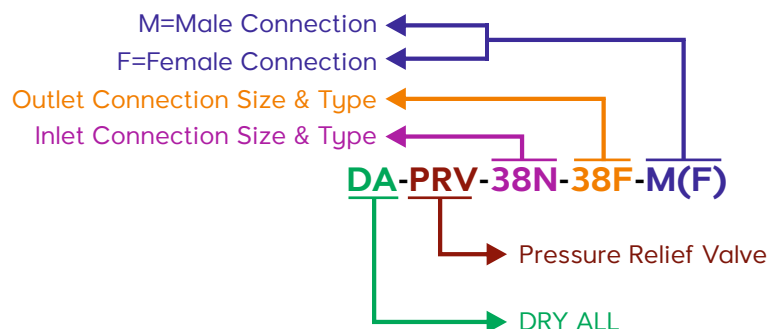 M=Male Connection
F=Female Connection
Outlet Connection Size & Type
Inlet Connection Size & Type
DA-PRV-38N-38F-M(F)
Pressure Relief Valve
DRY ALL